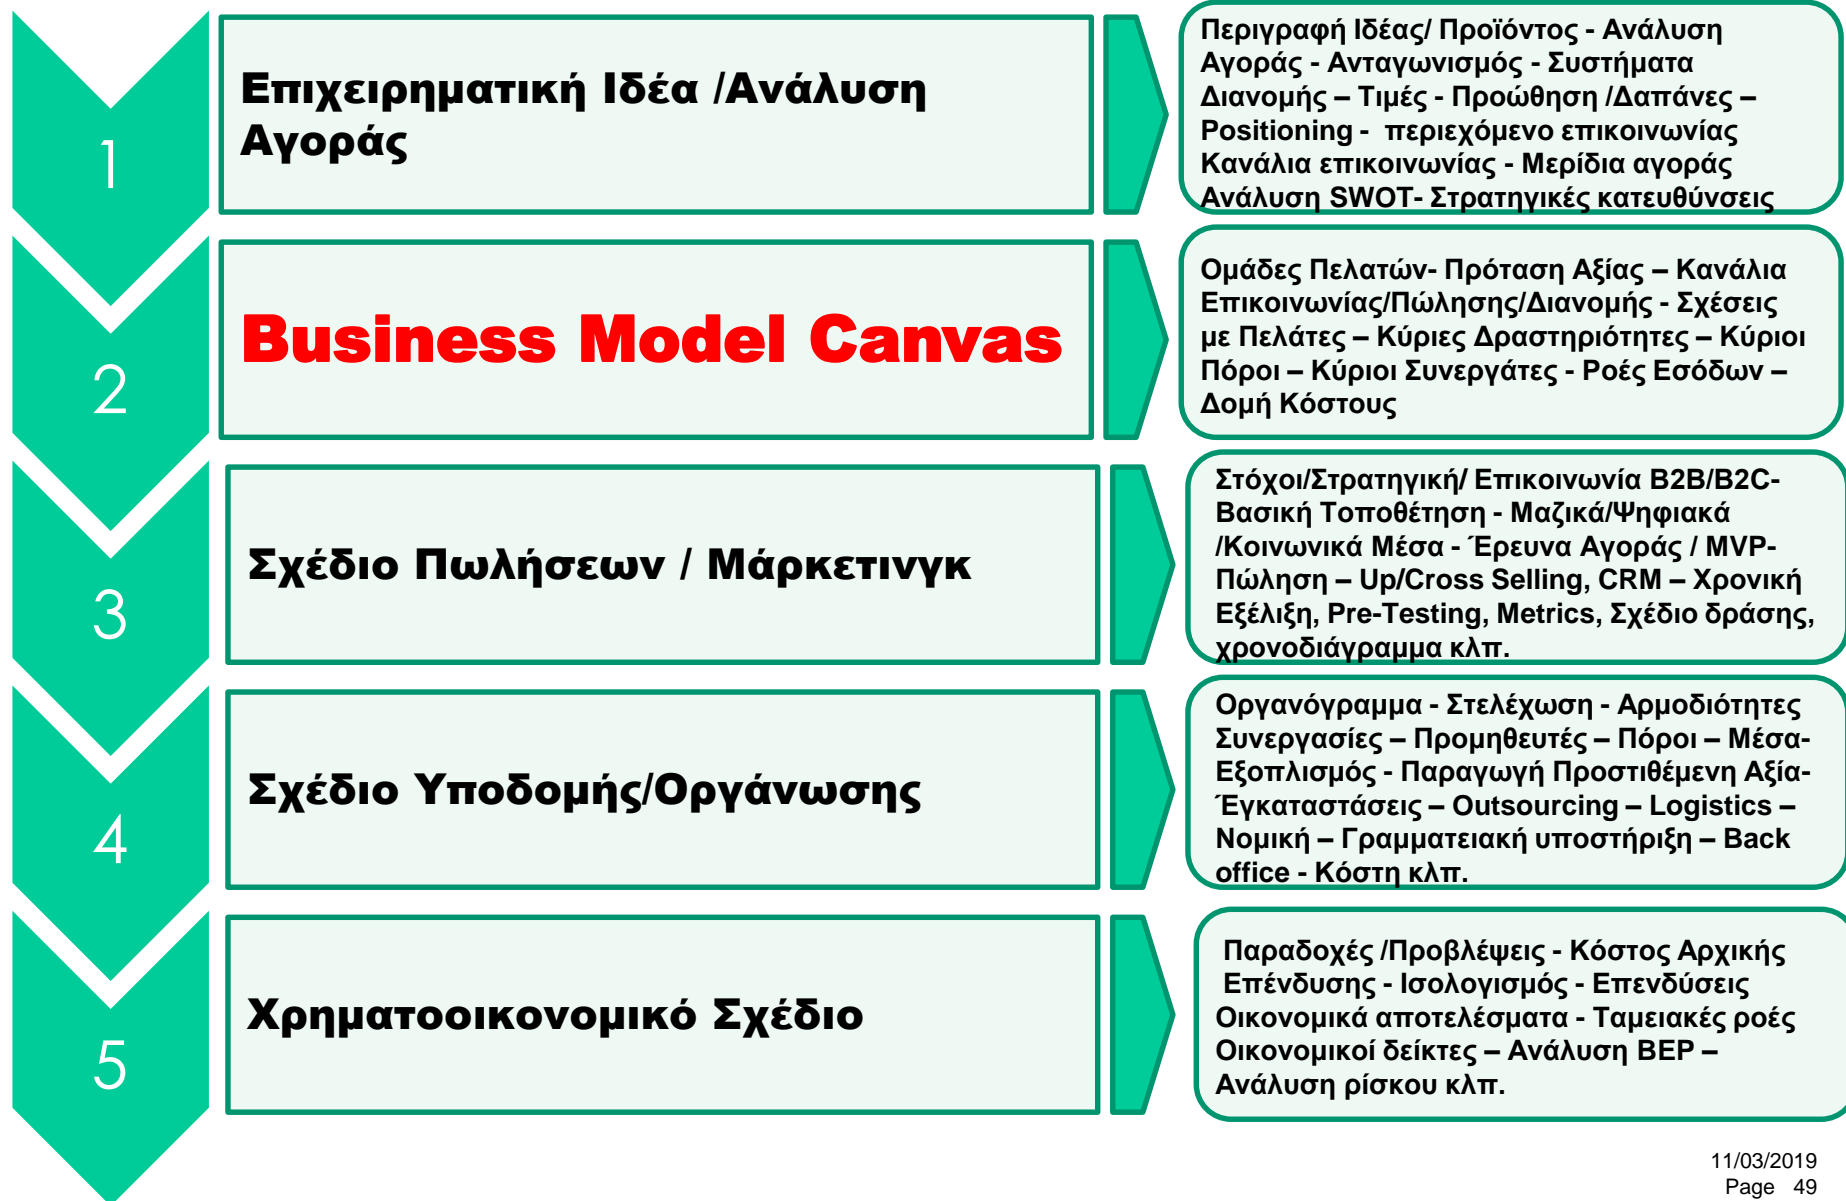 1
Επιχειρηματική Ιδέα /Ανάλυση
Αγοράς
Περιγραφή Ιδέας/ Προϊόντος - Ανάλυση
Αγοράς - Ανταγωνισμός - Συστήματα
Διανομής – Τιμές - Προώθηση /Δαπάνες –
Positioning - περιεχόμενο επικοινωνίας
Κανάλια επικοινωνίας - Μερίδια αγοράς
Ανάλυση SWOT- Στρατηγικές κατευθύνσεις
2
Business Model Canvas
Ομάδες Πελατών- Πρόταση Αξίας – Κανάλια
Επικοινωνίας/Πώλησης/Διανομής - Σχέσεις
με Πελάτες – Κύριες Δραστηριότητες – Κύριοι
Πόροι – Κύριοι Συνεργάτες - Ροές Εσόδων –
Δομή Κόστους
3
Σχέδιο Πωλήσεων / Μάρκετινγκ
Στόχοι/Στρατηγική/ Επικοινωνία B2B/B2C-
Βασική Τοποθέτηση - Μαζικά/Ψηφιακά
/Κοινωνικά Μέσα - Έρευνα Αγοράς / MVP-
Πώληση – Up/Cross Selling, CRM – Χρονική
Εξέλιξη, Pre-Testing, Metrics, Σχέδιο δράσης,
χρονοδιάγραμμα κλπ.
4
Σχέδιο Υποδομής/Οργάνωσης
Οργανόγραμμα - Στελέχωση - Αρμοδιότητες
Συνεργασίες – Προμηθευτές – Πόροι – Μέσα-
Εξοπλισμός - Παραγωγή Προστιθέμενη Αξία-
Έγκαταστάσεις – Outsourcing – Logistics –
Νομική – Γραμματειακή υποστήριξη – Back
office - Κόστη κλπ.
5
Χρηματοοικονομικό Σχέδιο
Παραδοχές /Προβλέψεις - Κόστος Αρχικής
Επένδυσης - Ισολογισμός - Επενδύσεις
Οικονομικά αποτελέσματα - Ταμειακές ροές
Οικονομικοί δείκτες – Ανάλυση BEP –
Ανάλυση ρίσκου κλπ.
11/03/2019
Page 49